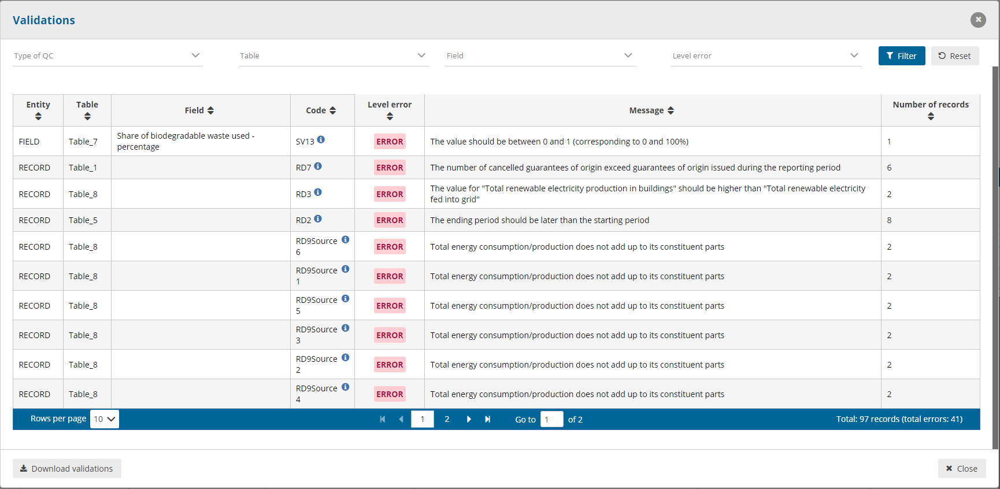 Validations
Type of QC
Table
Field
Level error
Filter
Reset
Entity
Table
Field
Code
Level error
Message
Number of records
FIELD
Table_7
Share of biodegradable waste used -
percentage
SV13
ERROR
The value should be between 0 and 1 (corresponding to 0 and 100%)
1
RECORD
Table_1
RD7
ERROR
The number of cancelled guarantees of origin exceed guarantees of origin issued during the reporting period
6
RECORD
Table_8
RD3
ERROR
The value for "Total renewable electricity production in buildings" should be higher than "Total renewable electricity
fed into grid"
2
RECORD
Table_5
RD2
ERROR
The ending period should be later than the starting period
8
RECORD
Table_8
RD9Source
6
ERROR
Total energy consumption/production does not add up to its constituent parts
2
RECORD
Table_8
RD9Source
1
ERROR
Total energy consumption/production does not add up to its constituent parts
2
RECORD
Table_8
RD9Source
5
ERROR
Total energy consumption/production does not add up to its constituent parts
2
RECORD
Table_8
RD9Source
3
ERROR
Total energy consumption/production does not add up to its constituent parts
2
RECORD
Table_8
RD9Source
2
ERROR
Total energy consumption/production does not add up to its constituent parts
2
RECORD
Table_8
RD9Source
4
ERROR
Total energy consumption/production does not add up to its constituent parts
2
Rows per page 10
1
2
Go to 1 of 2
Total: 97 records (total errors: 41)
Download validations
Close